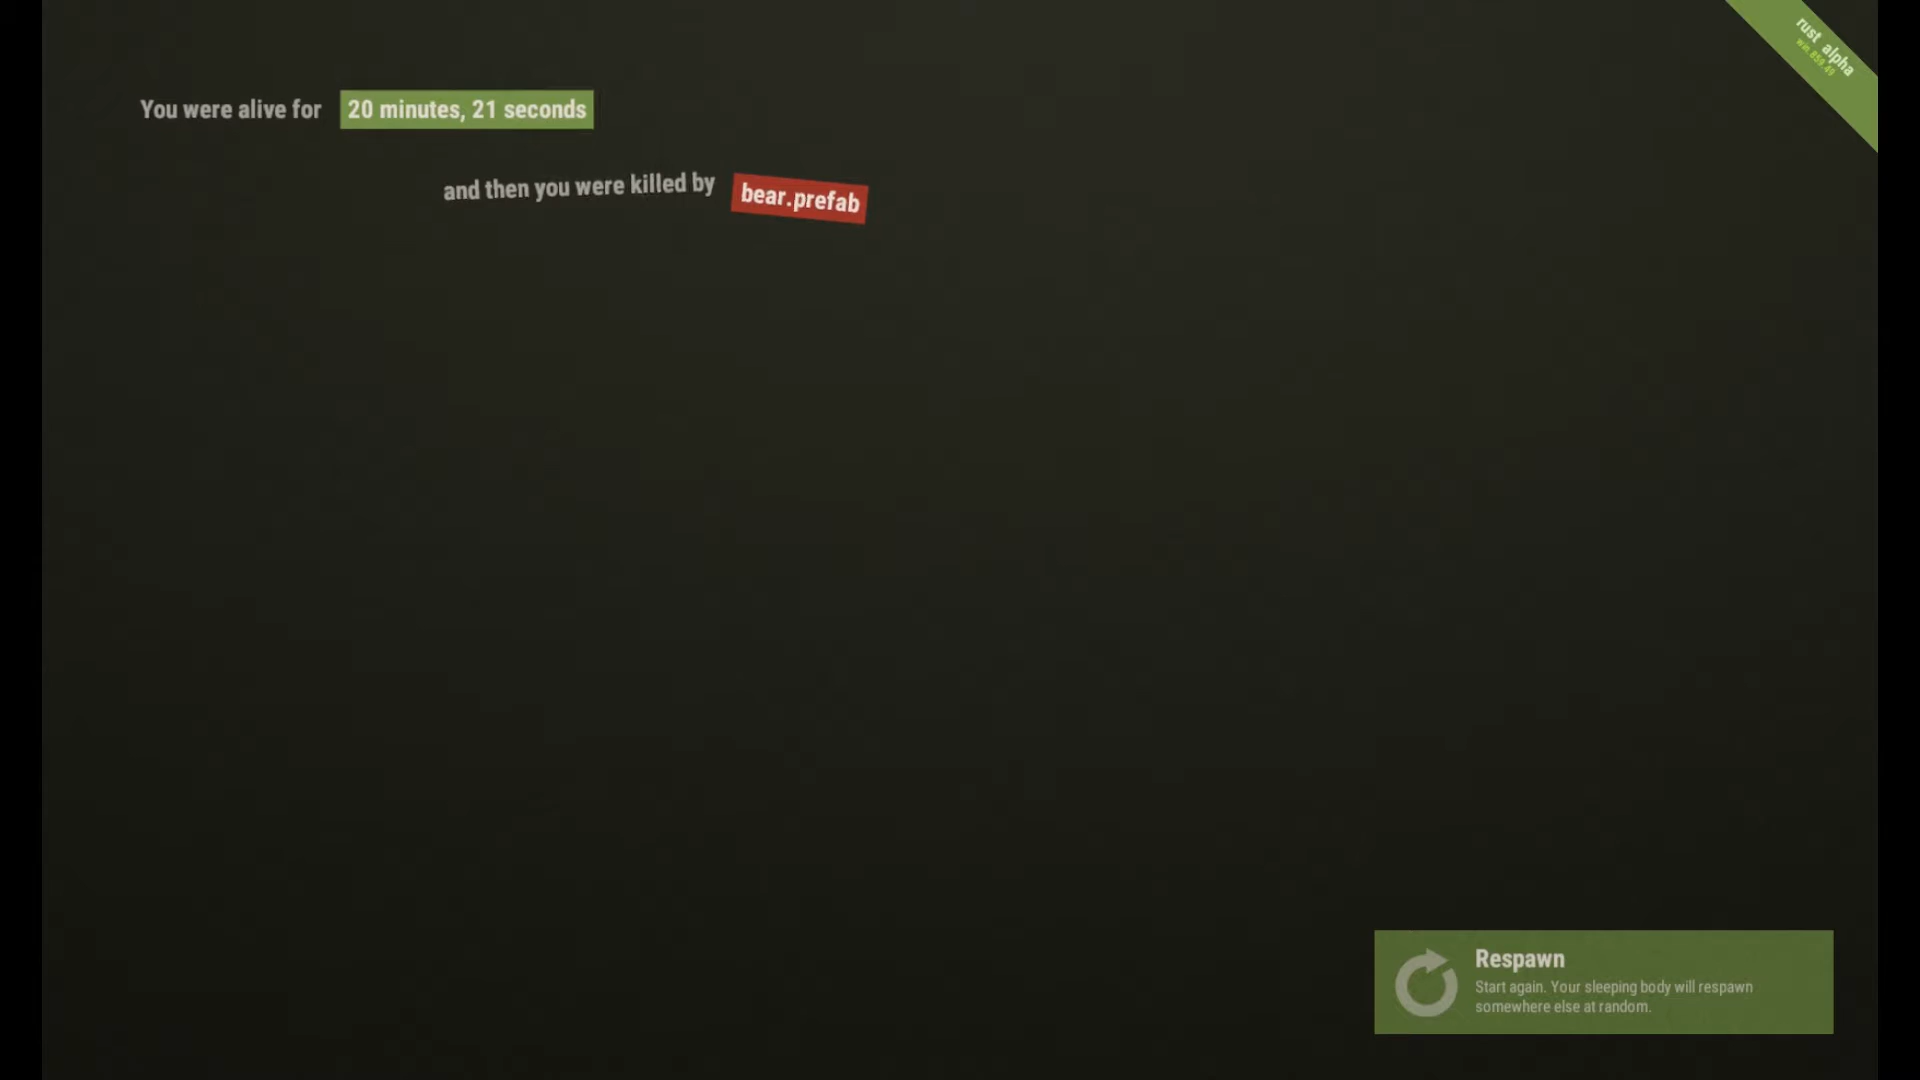 rust alpha
You were alive for 20 minutes, 21 seconds
and then you were killed by bear.prefab
Respawn
Start again. Your sleeping body will respawn
somewhere else at random.